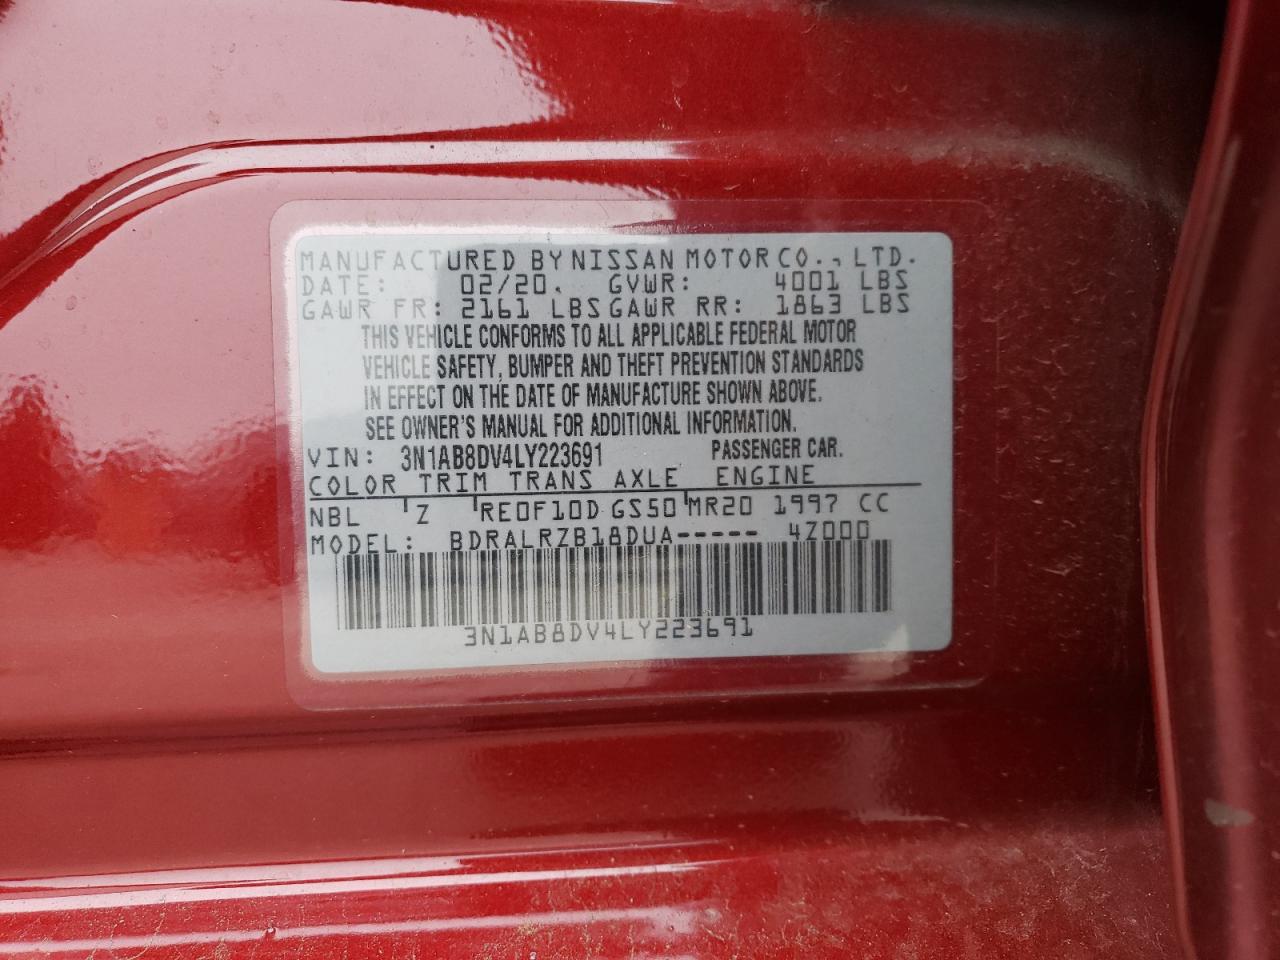 MANUFACTURED BY NISSAN MOTOR CO., LTD.
DATE: 02/20. GVWR: 4001 LBS
GAWR FR: 2161 LBS GAWR RR: 1863 LBS
THIS VEHICLE CONFORMS TO ALL APPLICABLE FEDERAL MOTOR
VEHICLE SAFETY, BUMPER AND THEFT PREVENTION STANDARDS
IN EFFECT ON THE DATE OF MANUFACTURE SHOWN ABOVE.
SEE OWNER'S MANUAL FOR ADDITIONAL INFORMATION.
VIN: 3N1AB8DV4LY223691 PASSENGER CAR.
COLOR TRIM TRANS AXLE ENGINE
NBL Z RE0F10D GS50 MR20 1997 CC
MODEL: BDRALRZB18DUA----- 4Z000
3N1AB8DV4LY223691